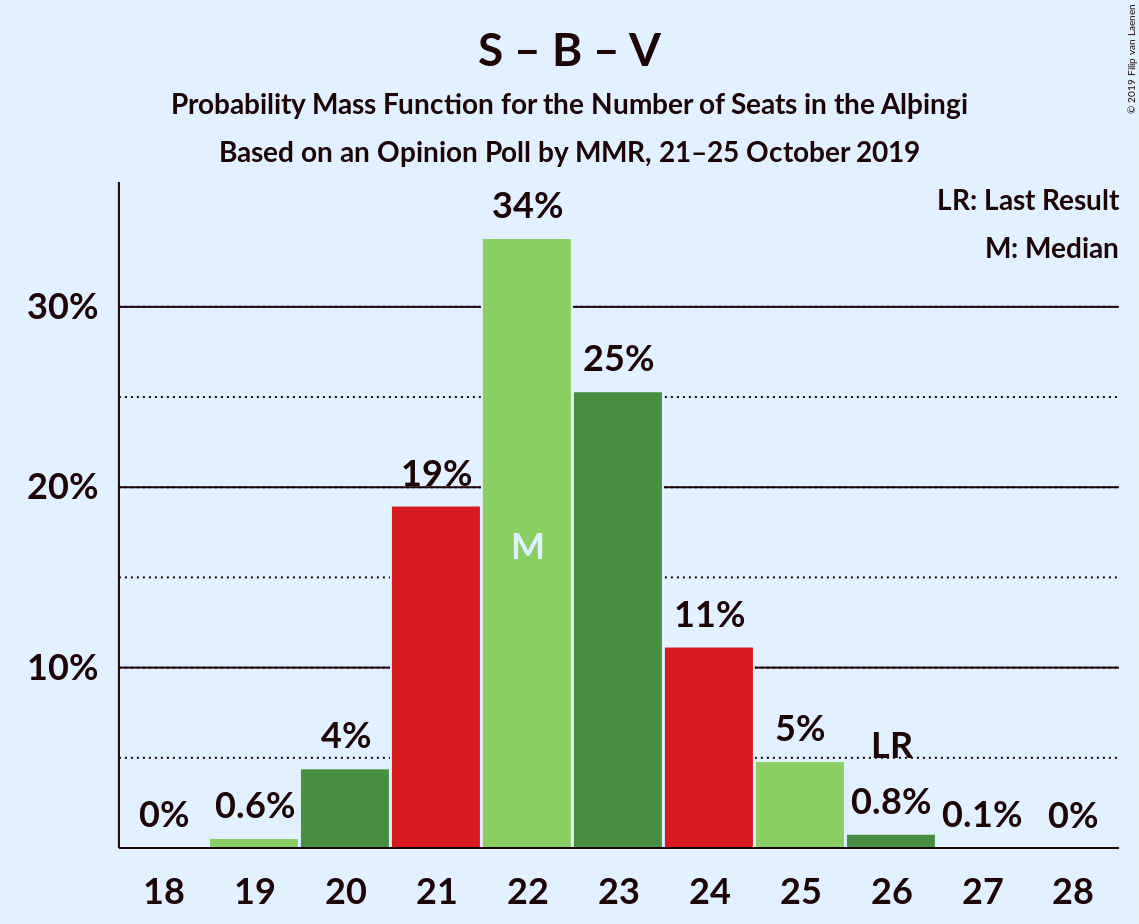 S – B – V
Probability Mass Function for the Number of Seats in the Alþingi
Based on an Opinion Poll by MMR, 21–25 October 2019
© 2019 Filip van Laenen
LR: Last Result
M: Median
30%
20%
10%
0%
0.6%
4%
19%
34%
M
25%
11%
5%
LR
0.8%
0.1%
0%
18 19 20 21 22 23 24 25 26 27 28